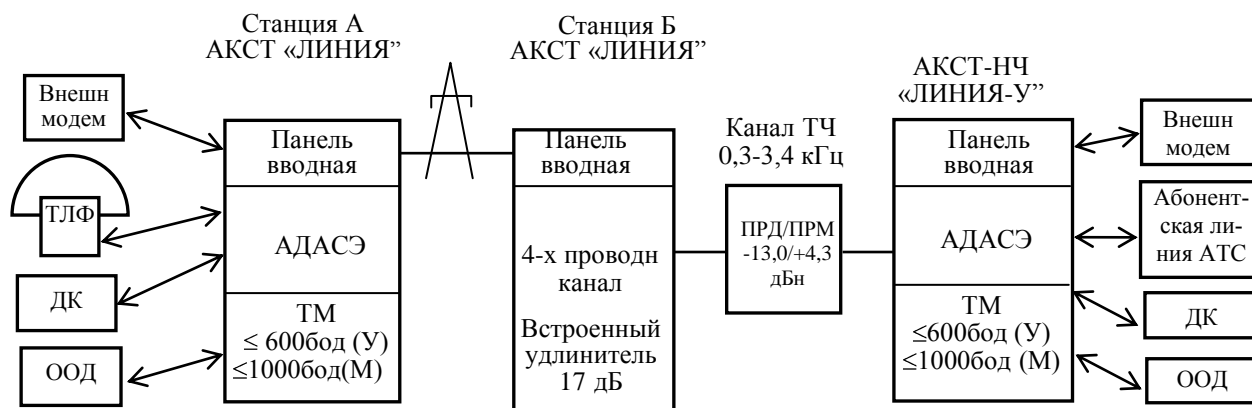 Станция А
АКСТ «ЛИНИЯ”
Станция Б
АКСТ «ЛИНИЯ”
АКСТ-НЧ
«ЛИНИЯ-У”
Внешн
модем
ТЛФ
ДК
ООД
Панель
вводная
АДАСЭ
ТМ
≤ 600бод (У)
≤1000бод(М)
Панель
вводная
4-х проводн
канал
Встроенный
удлинитель
17 дБ
Канал ТЧ
0,3-3,4 кГц
ПРД/ПРМ
-13,0/+4,3
дБн
Панель
вводная
АДАСЭ
ТМ
≤600бод (У)
≤1000бод (М)
Внешн
модем
Абонент-
ская ли-
ния АТС
ДК
ООД